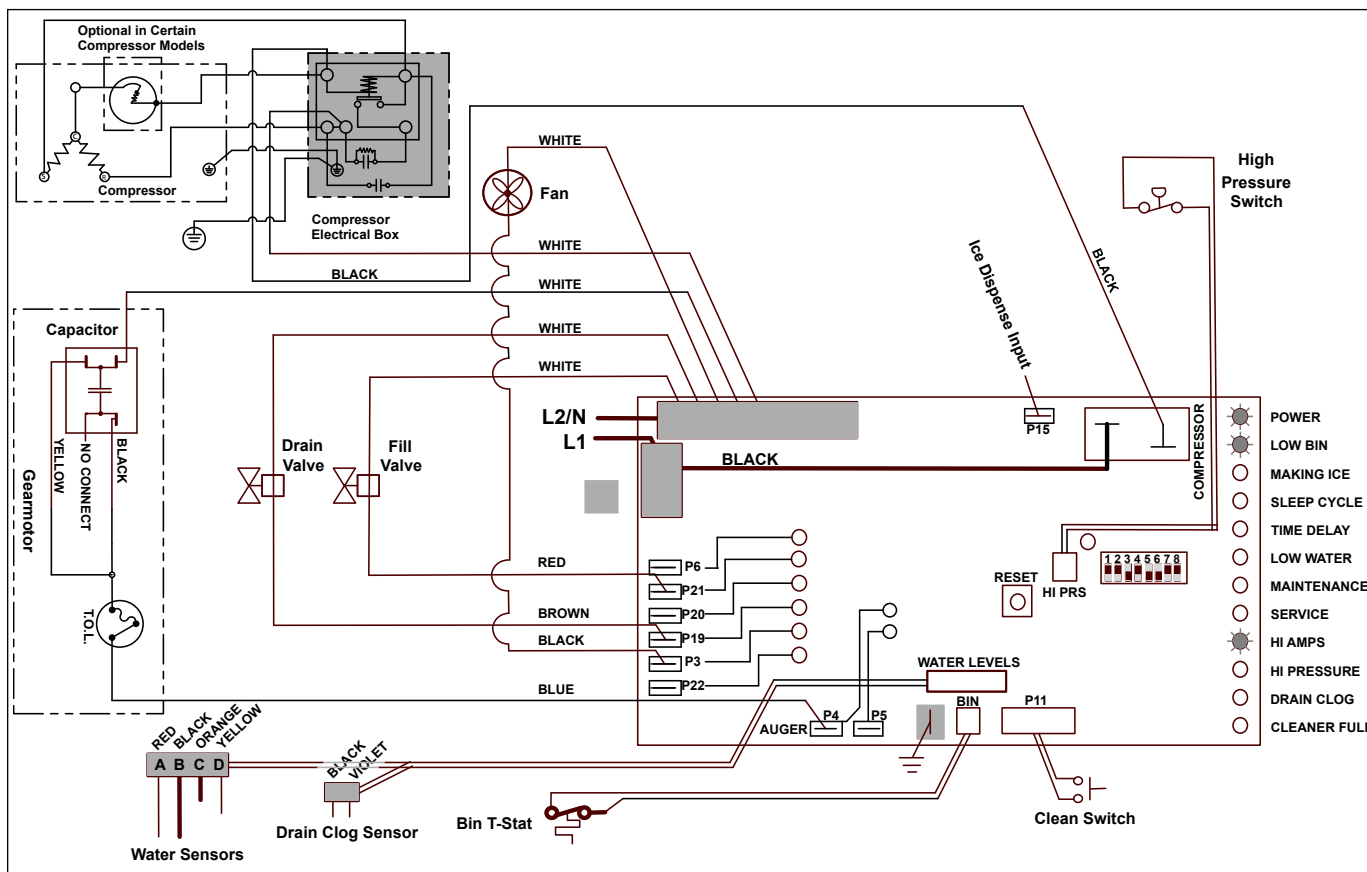 Optional in Certain
Compressor Models
C
S
R
Compressor
Compressor
Electrical Box
WHITE
Fan
WHITE
BLACK
WHITE
WHITE
WHITE
High
Pressure
Switch
BLACK
Ice Dispense Input
P15
Capacitor
YELLOW
NO CONNECT
BLACK
Gearmotor
T.O.L.
Drain
Valve
Fill
Valve
L2/N
L1
BLACK
COMPRESSOR
POWER
LOW BIN
MAKING ICE
SLEEP CYCLE
TIME DELAY
LOW WATER
MAINTENANCE
SERVICE
HI AMPS
HI PRESSURE
DRAIN CLOG
CLEANER FULL
RED
BROWN
BLACK
BLUE
P6
P21
P20
P19
P3
P22
RESET
HI PRS
1 2 3 4 5 6 7 8
WATER LEVELS
AUGER
P4
P5
BIN
P11
RED
BLACK
ORANGE
YELLOW
A B C D
Water Sensors
BLACK
VIOLET
Drain Clog Sensor
Bin T-Stat
Clean Switch